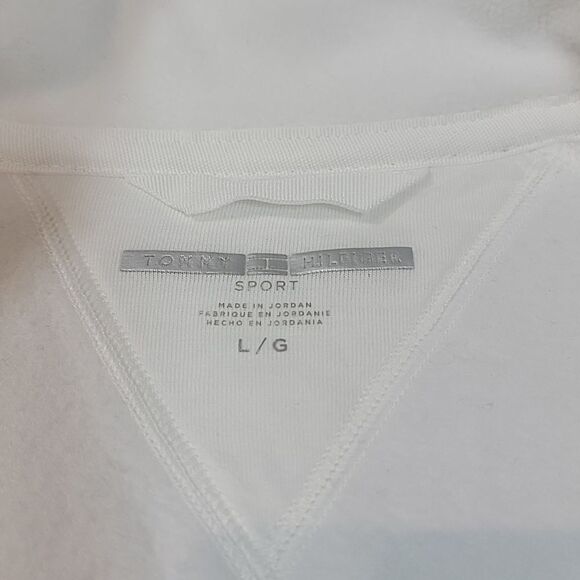 TOMMY HILFIGER
SPORT
MADE IN JORDAN
FABRIQUE EN JORDANIE
HECHO EN JORDANIA
L/G